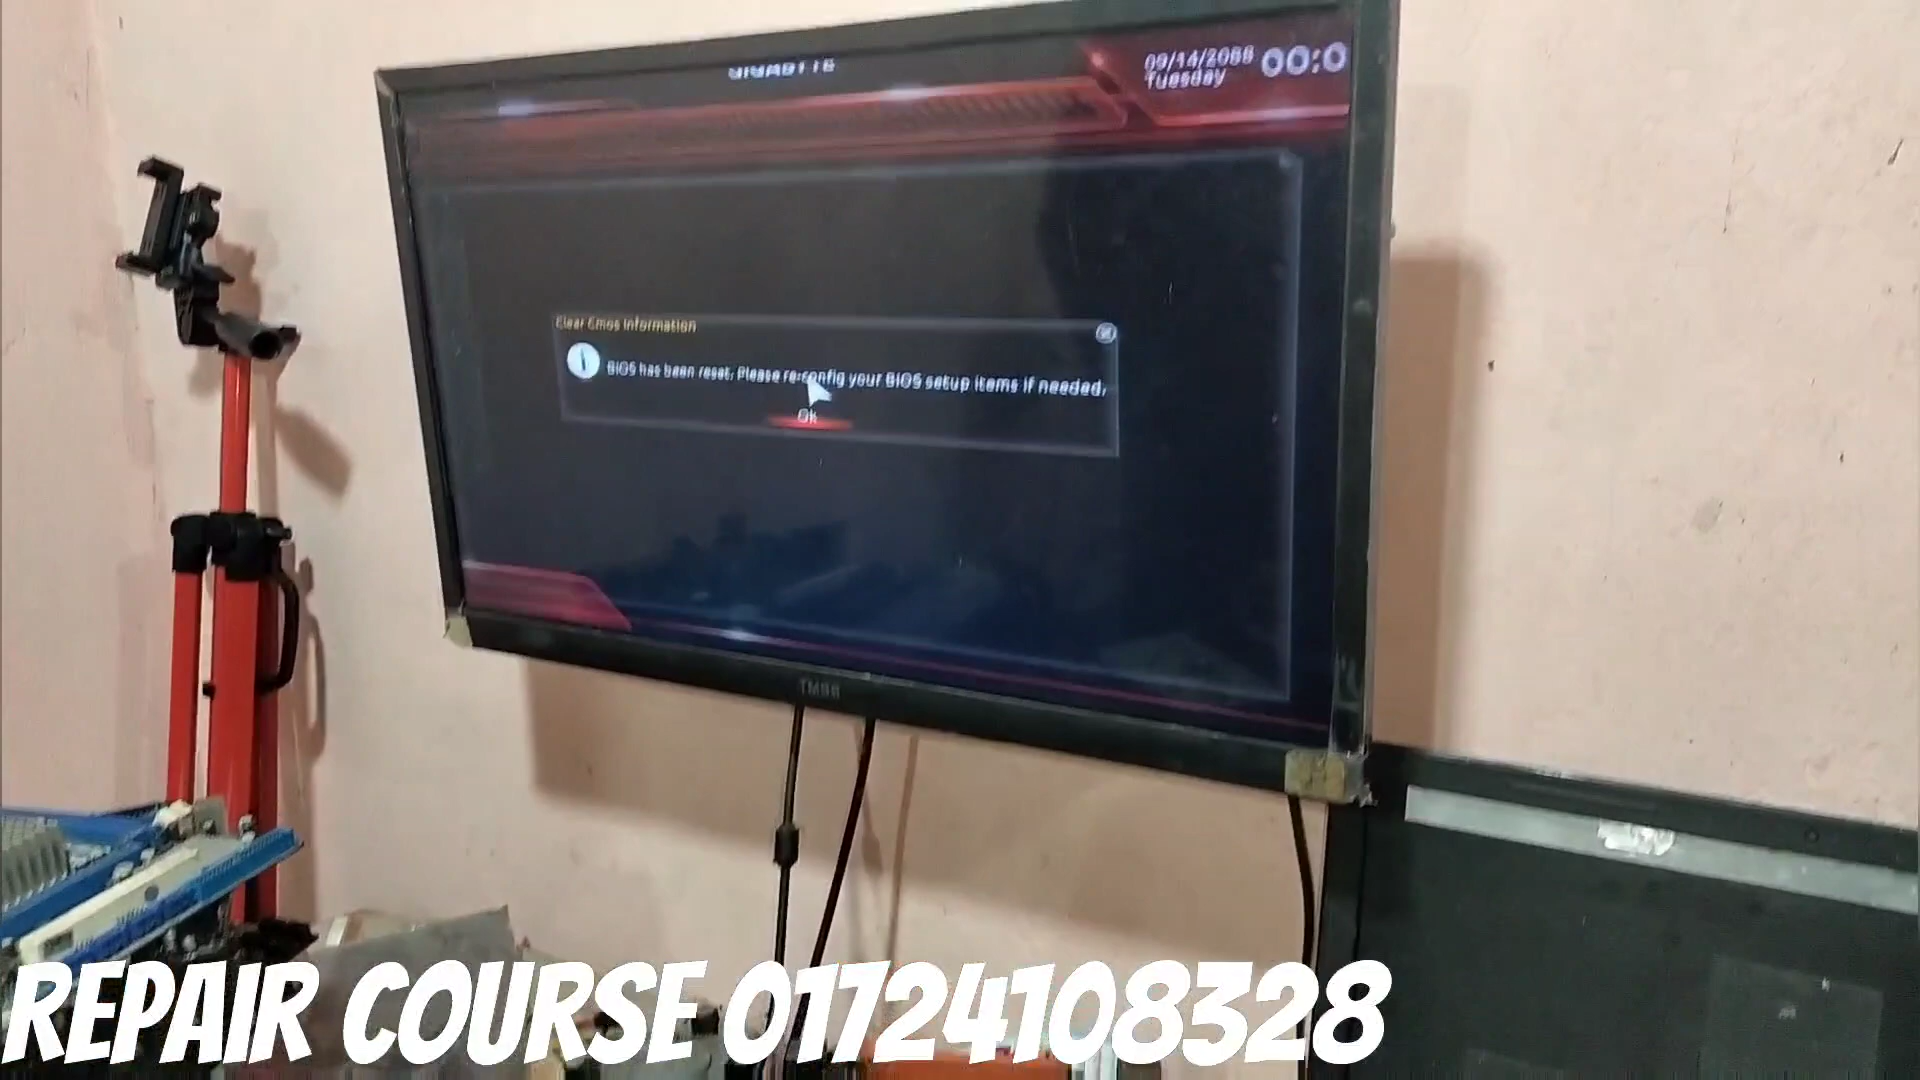 GIGABYTE
09/14/2088
00:0
Tuesday
Clear Cmos Information
BIOS has been reset. Please re-config your BIOS setup items if needed.
Ok
REPAIR COURSE 01724108328